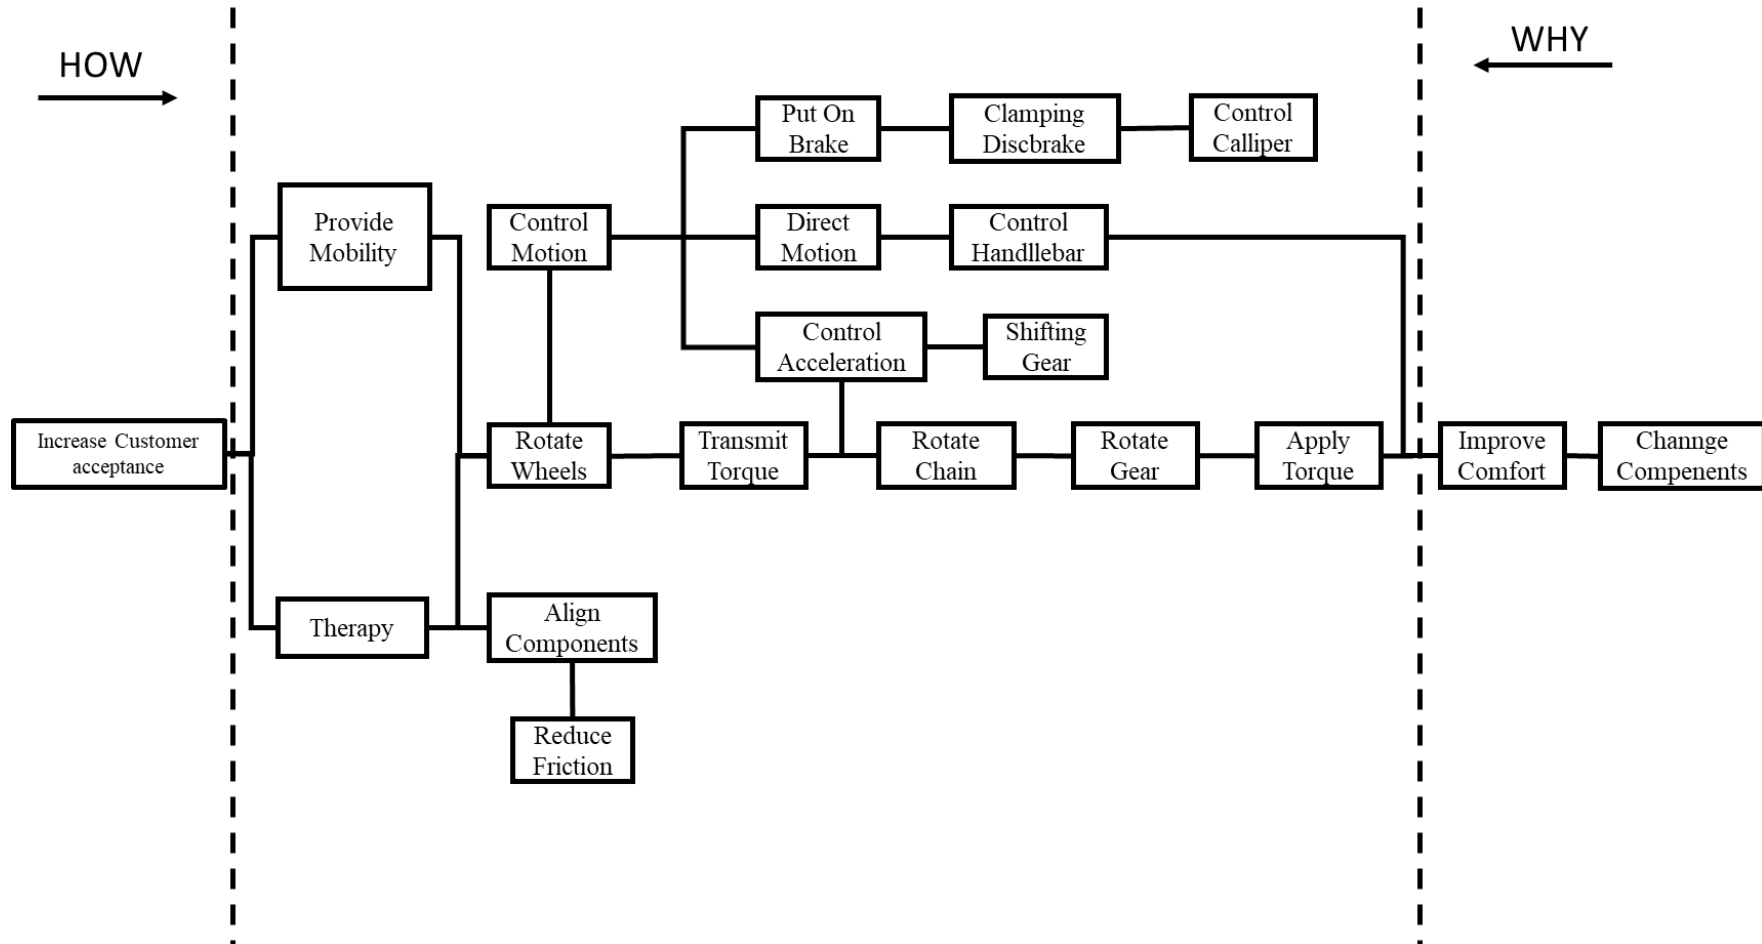 HOW
WHY
Put On
Brake
Clamping
Discbrake
Control
Calliper
Provide
Mobility
Control
Motion
Direct
Motion
Control
Handllebar
Control
Acceleration
Shifting
Gear
Increase Customer
acceptance
Rotate
Wheels
Transmit
Torque
Rotate
Chain
Rotate
Gear
Apply
Torque
Improve
Comfort
Channge
Compenents
Therapy
Align
Components
Reduce
Friction